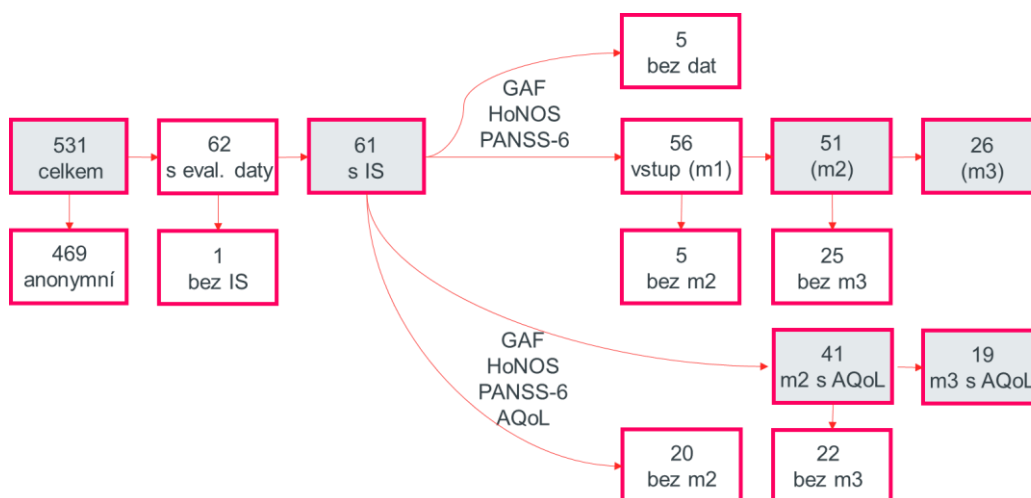 5
bez dat
GAF
HoNOS
PANSS-6
531
celkem
62
s eval. daty
61
s IS
56
vstup (m1)
51
(m2)
26
(m3)
469
anonymní
1
bez IS
5
bez m2
25
bez m3
GAF
HoNOS
PANSS-6
AQoL
41
m2 s AQoL
19
m3 s AQoL
20
bez m2
22
bez m3